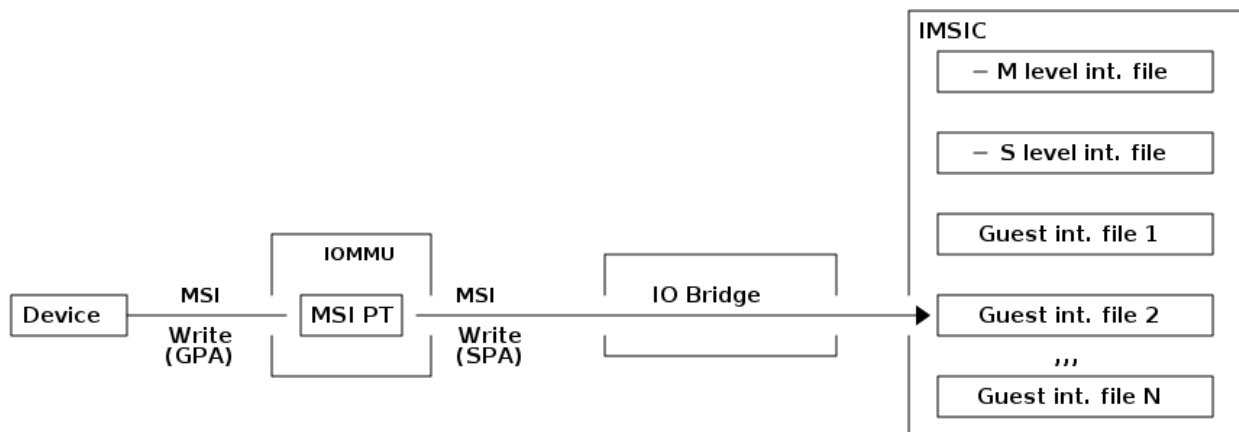 IMSIC
− M level int. file
− S level int. file
Guest int. file 1
IOMMU
Device
MSI
Write
(GPA)
MSI PT
MSI
Write
(SPA)
IO Bridge
Guest int. file 2
,,,
Guest int. file N